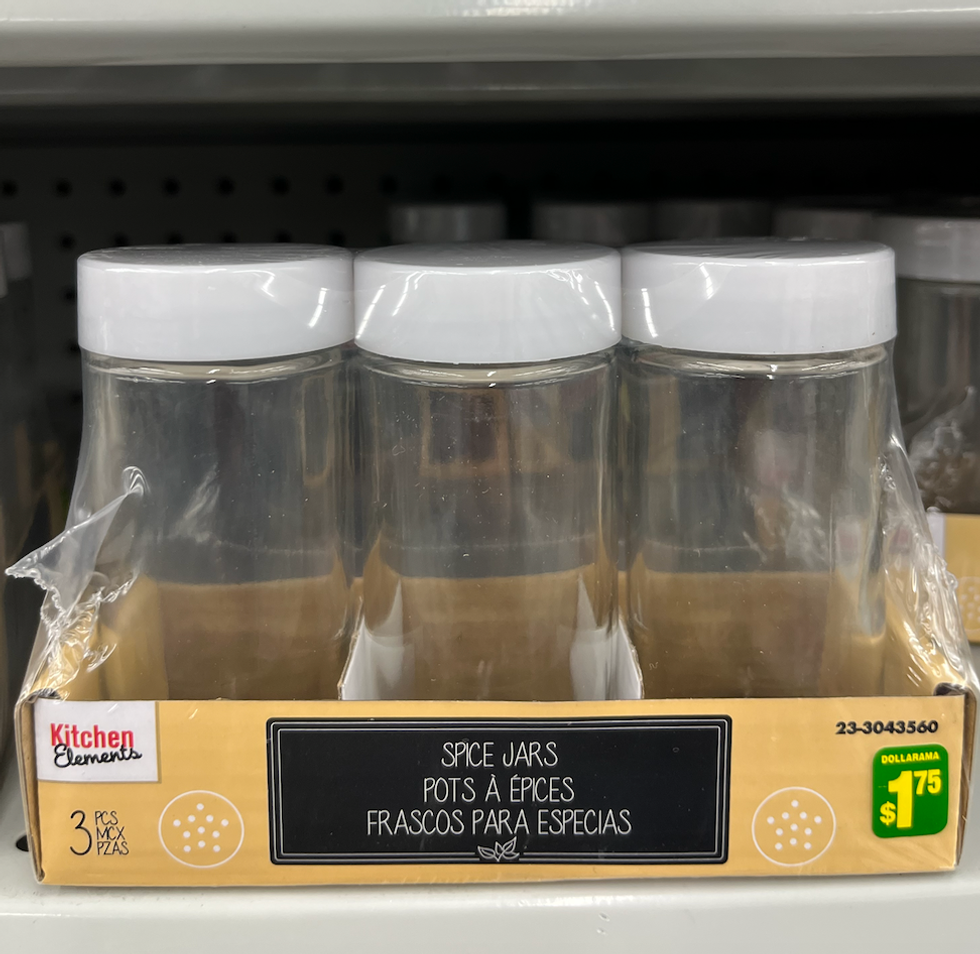 Kitchen
Elements
3 PCS
MCX
PZAS
SPICE JARS
POTS À ÉPICES
FRASCOS PARA ESPECIAS
23-3043560
DOLLARAMA
$1.75